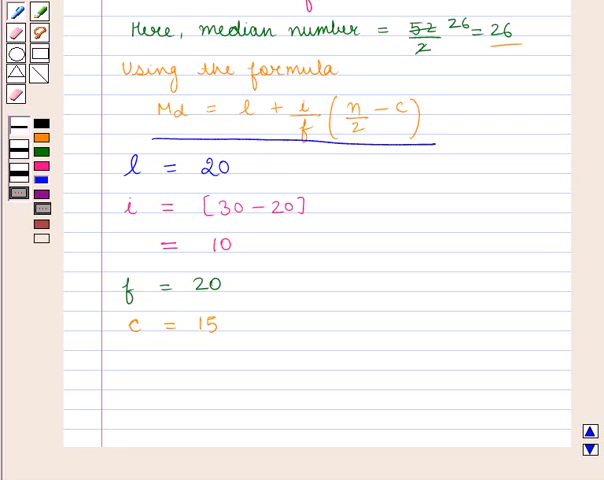 Here, median number = 52/2 26 = 26
Using the formula
Md = l + i/f ( n/2 - c )
l = 20
i = [30 - 20]
= 10
f = 20
c = 15